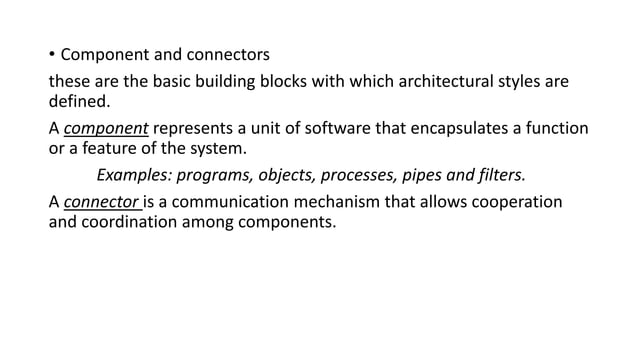 • Component and connectors
these are the basic building blocks with which architectural styles are
defined.
A component represents a unit of software that encapsulates a function
or a feature of the system.
Examples: programs, objects, processes, pipes and filters.
A connector is a communication mechanism that allows cooperation
and coordination among components.